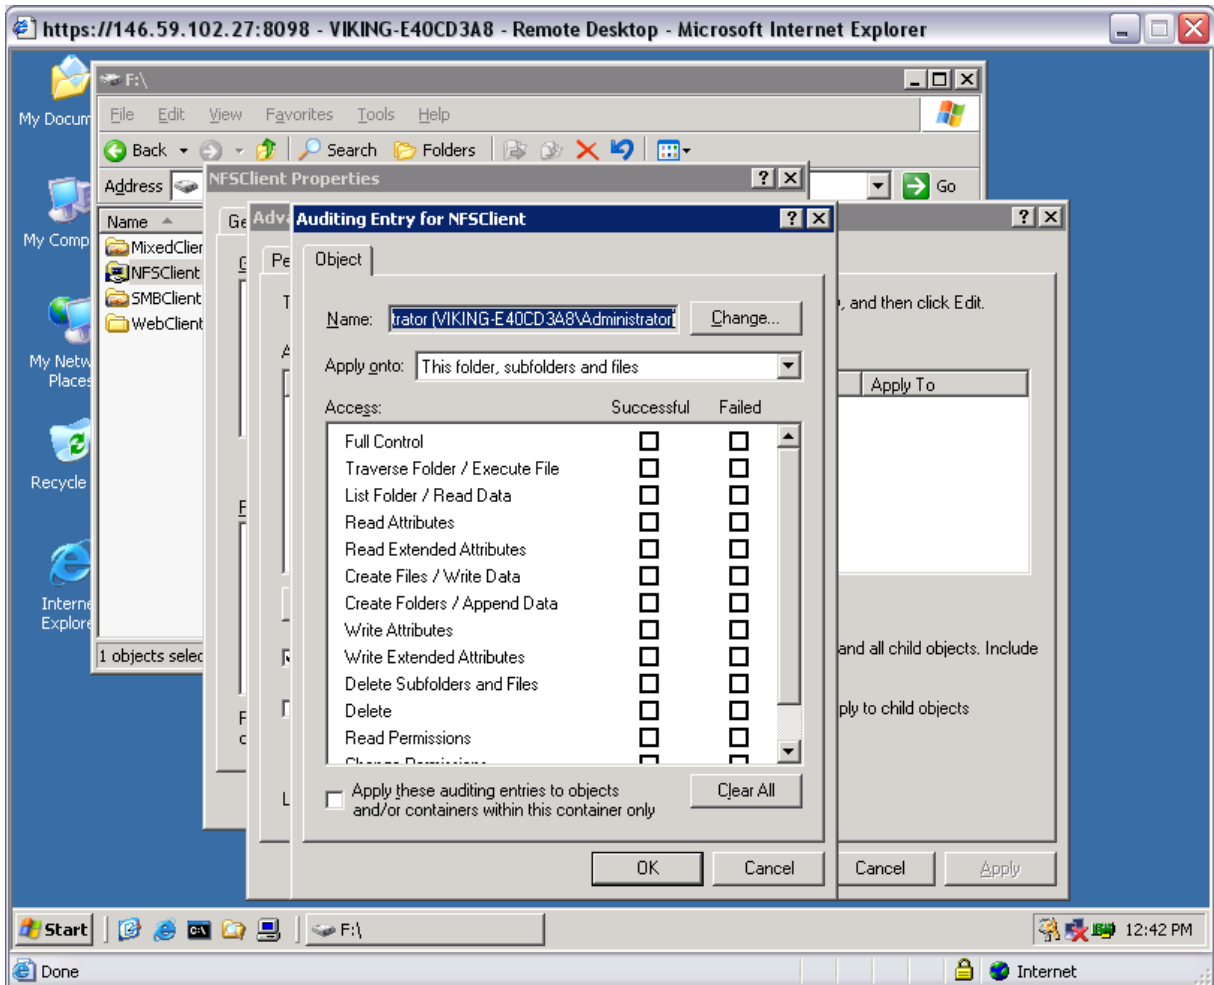 https://146.59.102.27:8098 - VIKING-E40CD3A8 - Remote Desktop - Microsoft Internet Explorer
My Docum
My Comp
My Netw
Places
Recycle
Interne
Explore
F:\
File Edit View Favorites Tools Help
Back Search Folders
Address Go
Name
MixedClien
NFSClient
SMBClient
WebClient
1 objects selec
NFSClient Properties
Ge
G
F
F
c
Adva
Pe
T
, and then click Edit.
A
Apply To
and all child objects. Include
ply to child objects
L
Cancel Apply
Auditing Entry for NFSClient
Object
Name: trator (VIKING-E40CD3A8\Administrator) Change...
Apply onto: This folder, subfolders and files
Access: Successful Failed
Full Control
Traverse Folder / Execute File
List Folder / Read Data
Read Attributes
Read Extended Attributes
Create Files / Write Data
Create Folders / Append Data
Write Attributes
Write Extended Attributes
Delete Subfolders and Files
Delete
Read Permissions
Change Permissions
Apply these auditing entries to objects
and/or containers within this container only
Clear All
OK Cancel
Start F:\ 12:42 PM
Done Internet